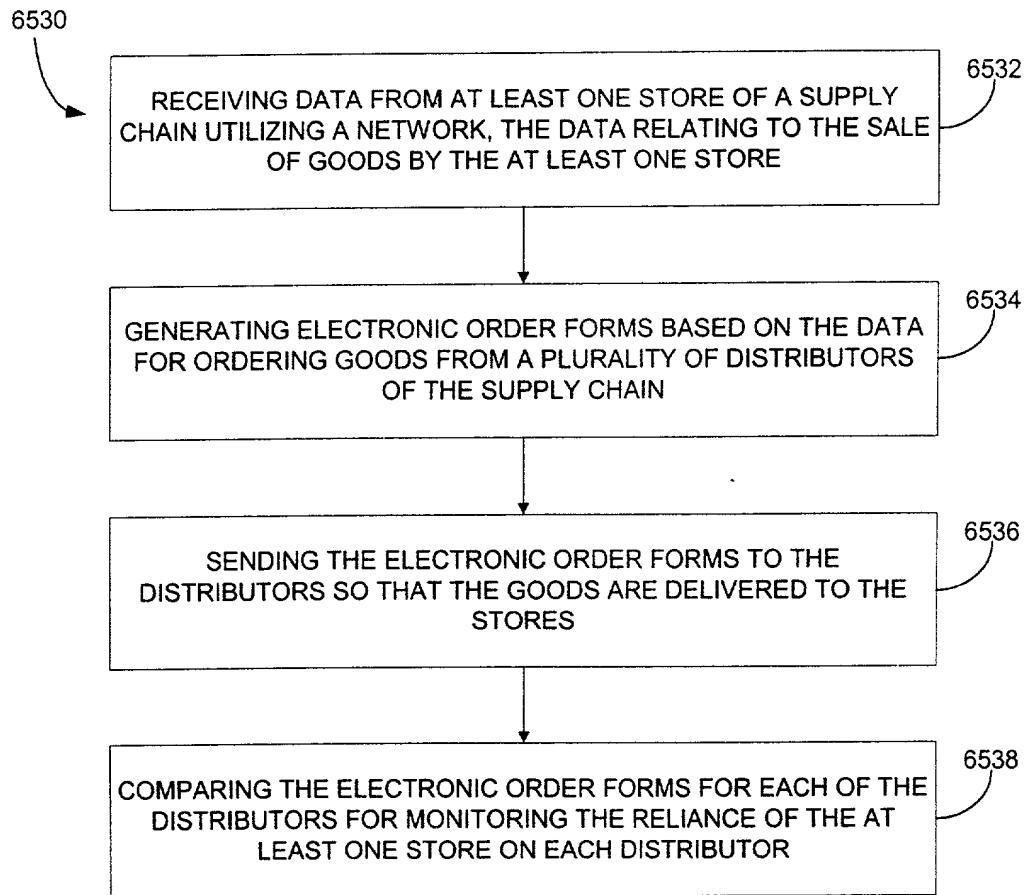 6530
6532
RECEIVING DATA FROM AT LEAST ONE STORE OF A SUPPLY
CHAIN UTILIZING A NETWORK, THE DATA RELATING TO THE SALE
OF GOODS BY THE AT LEAST ONE STORE
6534
GENERATING ELECTRONIC ORDER FORMS BASED ON THE DATA
FOR ORDERING GOODS FROM A PLURALITY OF DISTRIBUTORS
OF THE SUPPLY CHAIN
6536
SENDING THE ELECTRONIC ORDER FORMS TO THE
DISTRIBUTORS SO THAT THE GOODS ARE DELIVERED TO THE
STORES
6538
COMPARING THE ELECTRONIC ORDER FORMS FOR EACH OF THE
DISTRIBUTORS FOR MONITORING THE RELIANCE OF THE AT
LEAST ONE STORE ON EACH DISTRIBUTOR